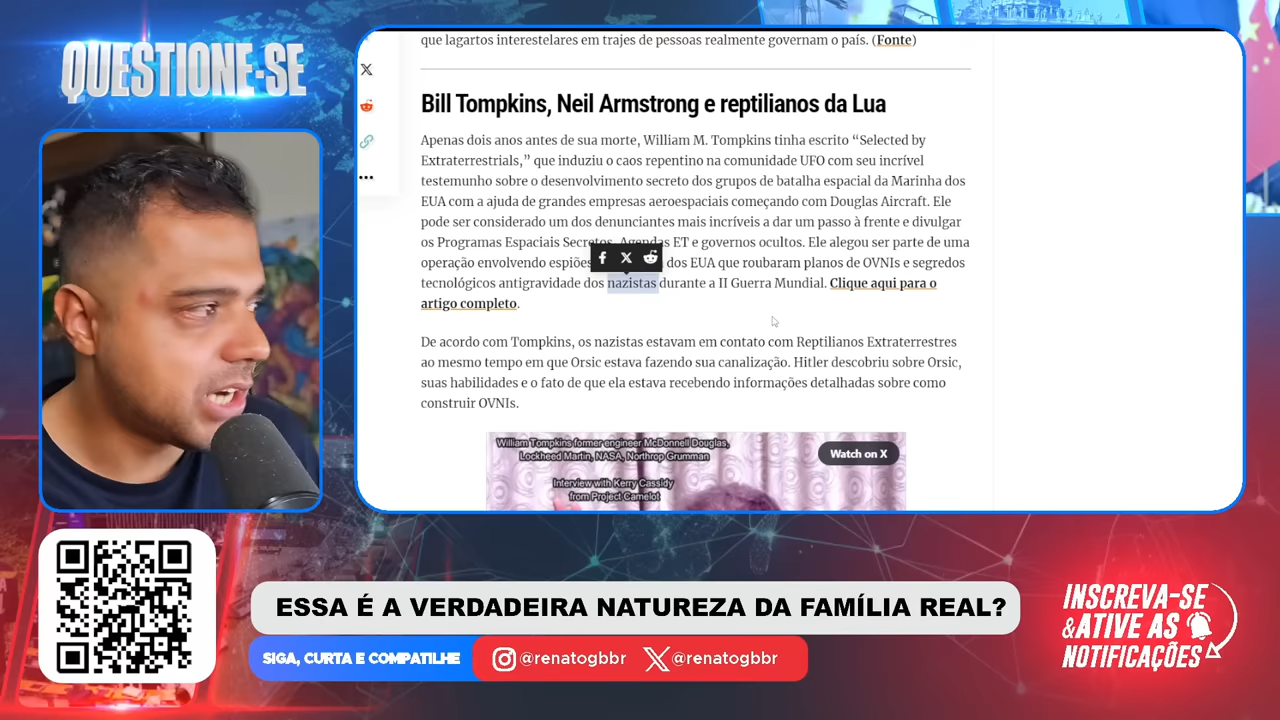 QUESTIONE-SE
que lagartos interestelares em trajes de pessoas realmente governam o país. (Fonte)
Bill Tompkins, Neil Armstrong e reptilianos da Lua
Apenas dois anos antes de sua morte, William M. Tompkins tinha escrito “Selected by
Extraterrestrials,” que induziu o caos repentino na comunidade UFO com seu incrível
testemunho sobre o desenvolvimento secreto dos grupos de batalha espacial da Marinha dos
EUA com a ajuda de grandes empresas aeroespaciais começando com Douglas Aircraft. Ele
pode ser considerado um dos denunciantes mais incríveis a dar um passo à frente e divulgar
os Programas Espaciais Secretos, Agendas ET e governos ocultos. Ele alegou ser parte de uma
operação envolvendo espiões dos EUA que roubaram planos de OVNIs e segredos
tecnológicos antigravidade dos nazistas durante a II Guerra Mundial. Clique aqui para o
artigo completo.
De acordo com Tompkins, os nazistas estavam em contato com Reptilianos Extraterrestres
ao mesmo tempo em que Orsic estava fazendo sua canalização. Hitler descobriu sobre Orsic,
suas habilidades e o fato de que ela estava recebendo informações detalhadas sobre como
construir OVNIs.
William Tompkins former engineer McDonnell Douglas,
Lockheed Martin, NASA, Northrop Grumman
Interview with Kerry Cassidy
from Project Camelot
Watch on X
ESSA É A VERDADEIRA NATUREZA DA FAMÍLIA REAL?
SIGA, CURTA E COMPATILHE
@renatogbbr
@renatogbbr
INSCREVA-SE
&ATIVE AS
NOTIFICAÇÕES